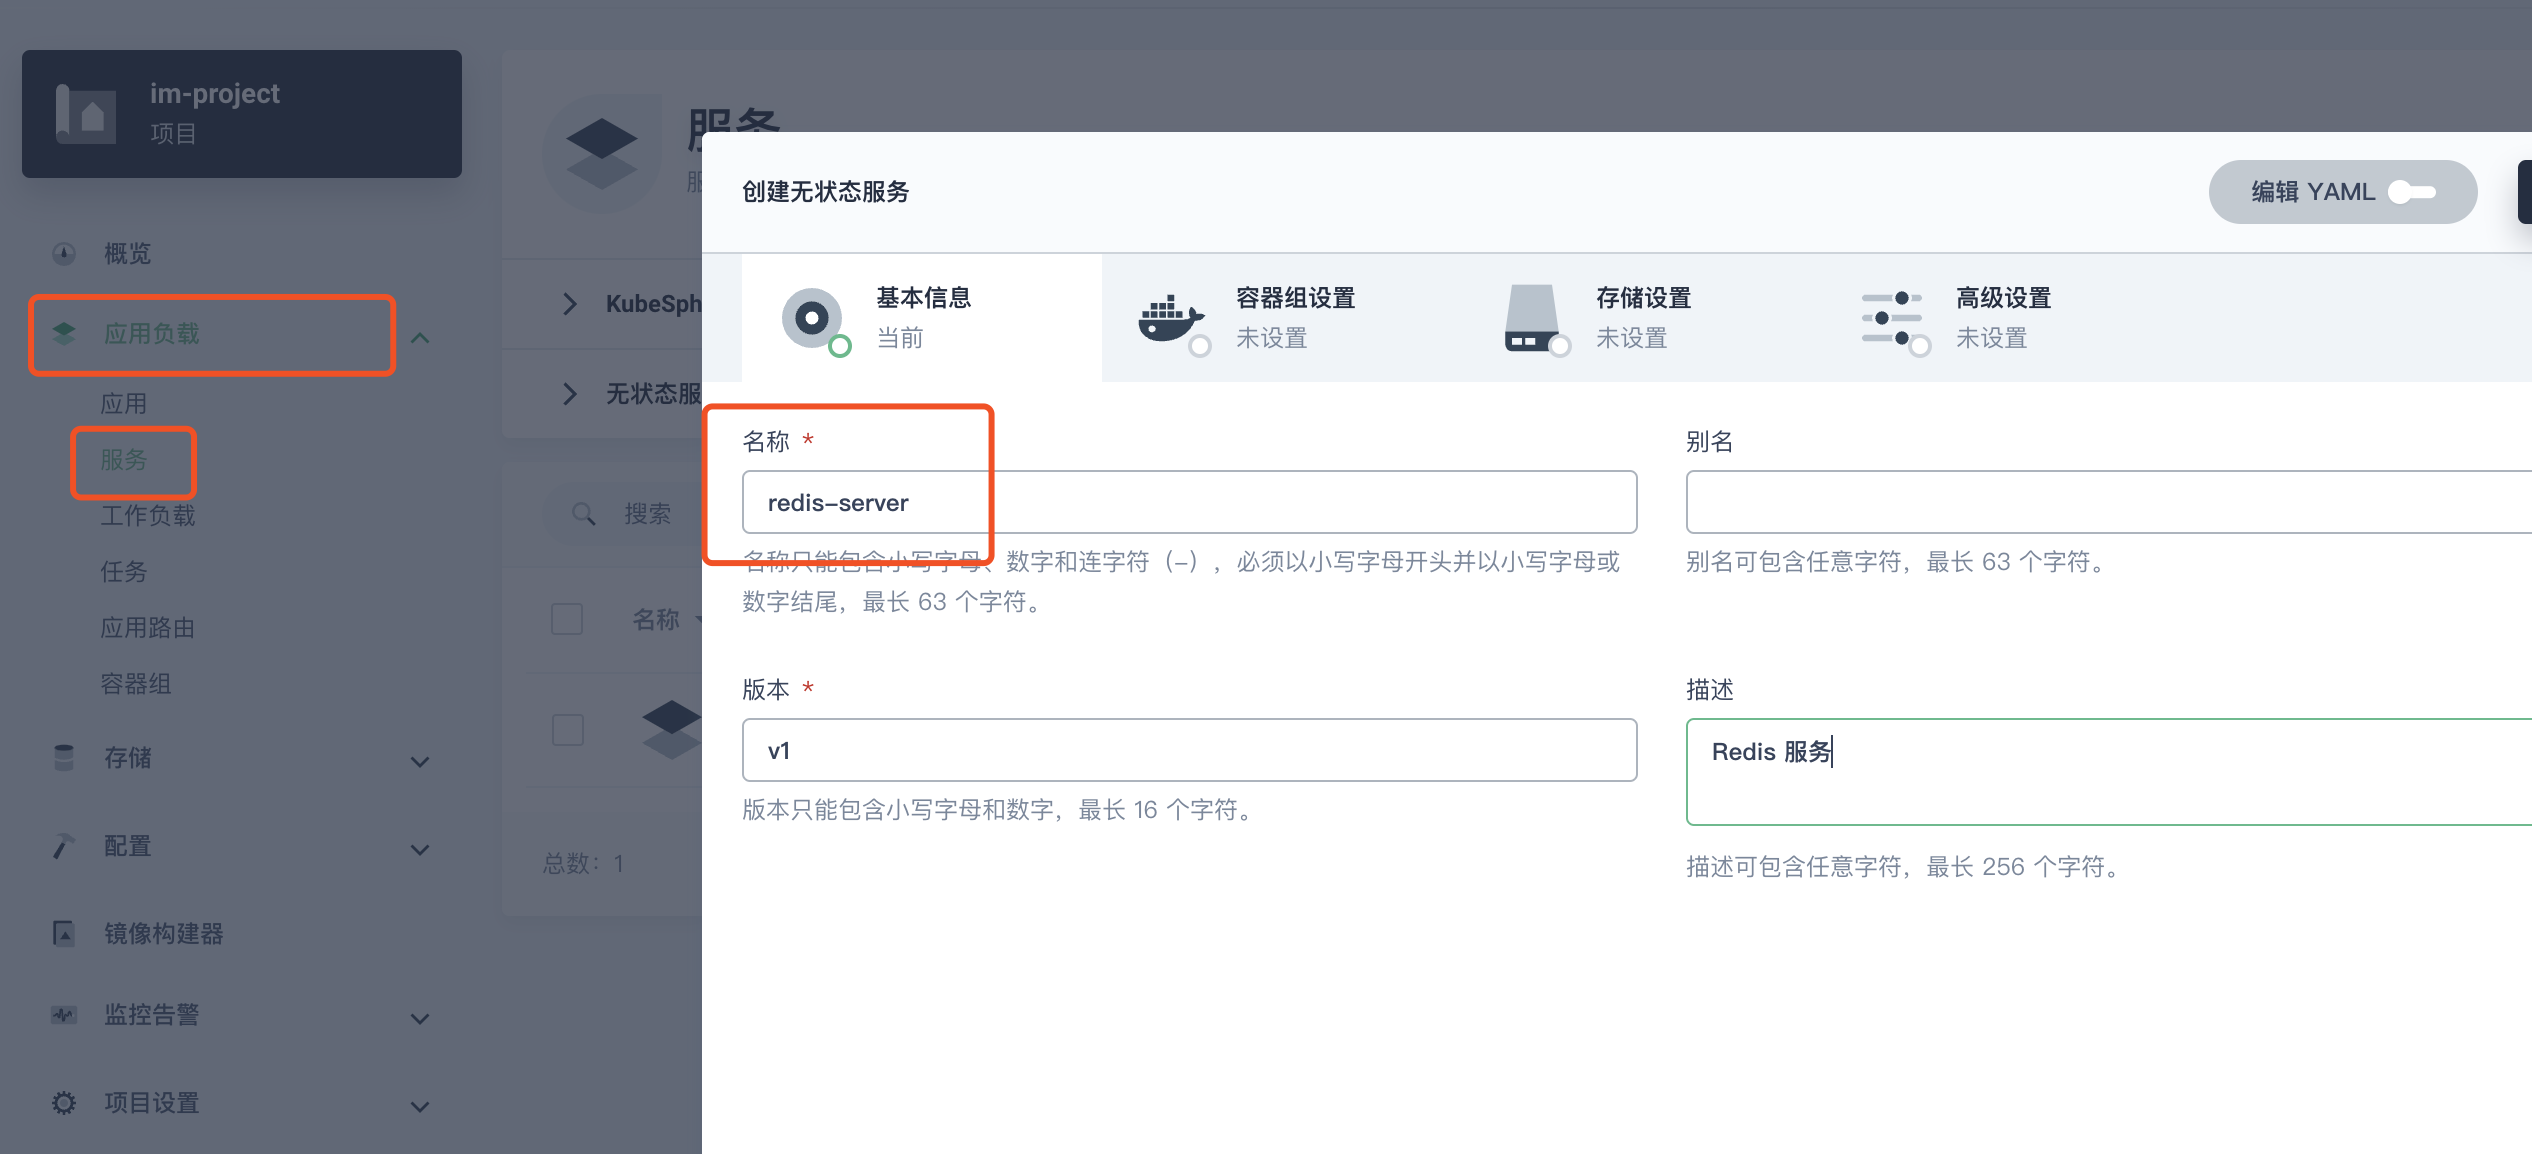 im-project
项目
概览
应用负载
应用
服务
工作负载
任务
应用路由
容器组
存储
配置
镜像构建器
监控告警
项目设置
服务
KubeSph
无状态服
搜索
名称
总数：1
创建无状态服务
编辑 YAML
基本信息
当前
容器组设置
未设置
存储设置
未设置
高级设置
未设置
名称 *
redis-server
名称只能包含小写字母、数字和连字符（-），必须以小写字母开头并以小写字母或
数字结尾，最长 63 个字符。
别名
别名可包含任意字符，最长 63 个字符。
版本 *
v1
版本只能包含小写字母和数字，最长 16 个字符。
描述
Redis 服务
描述可包含任意字符，最长 256 个字符。